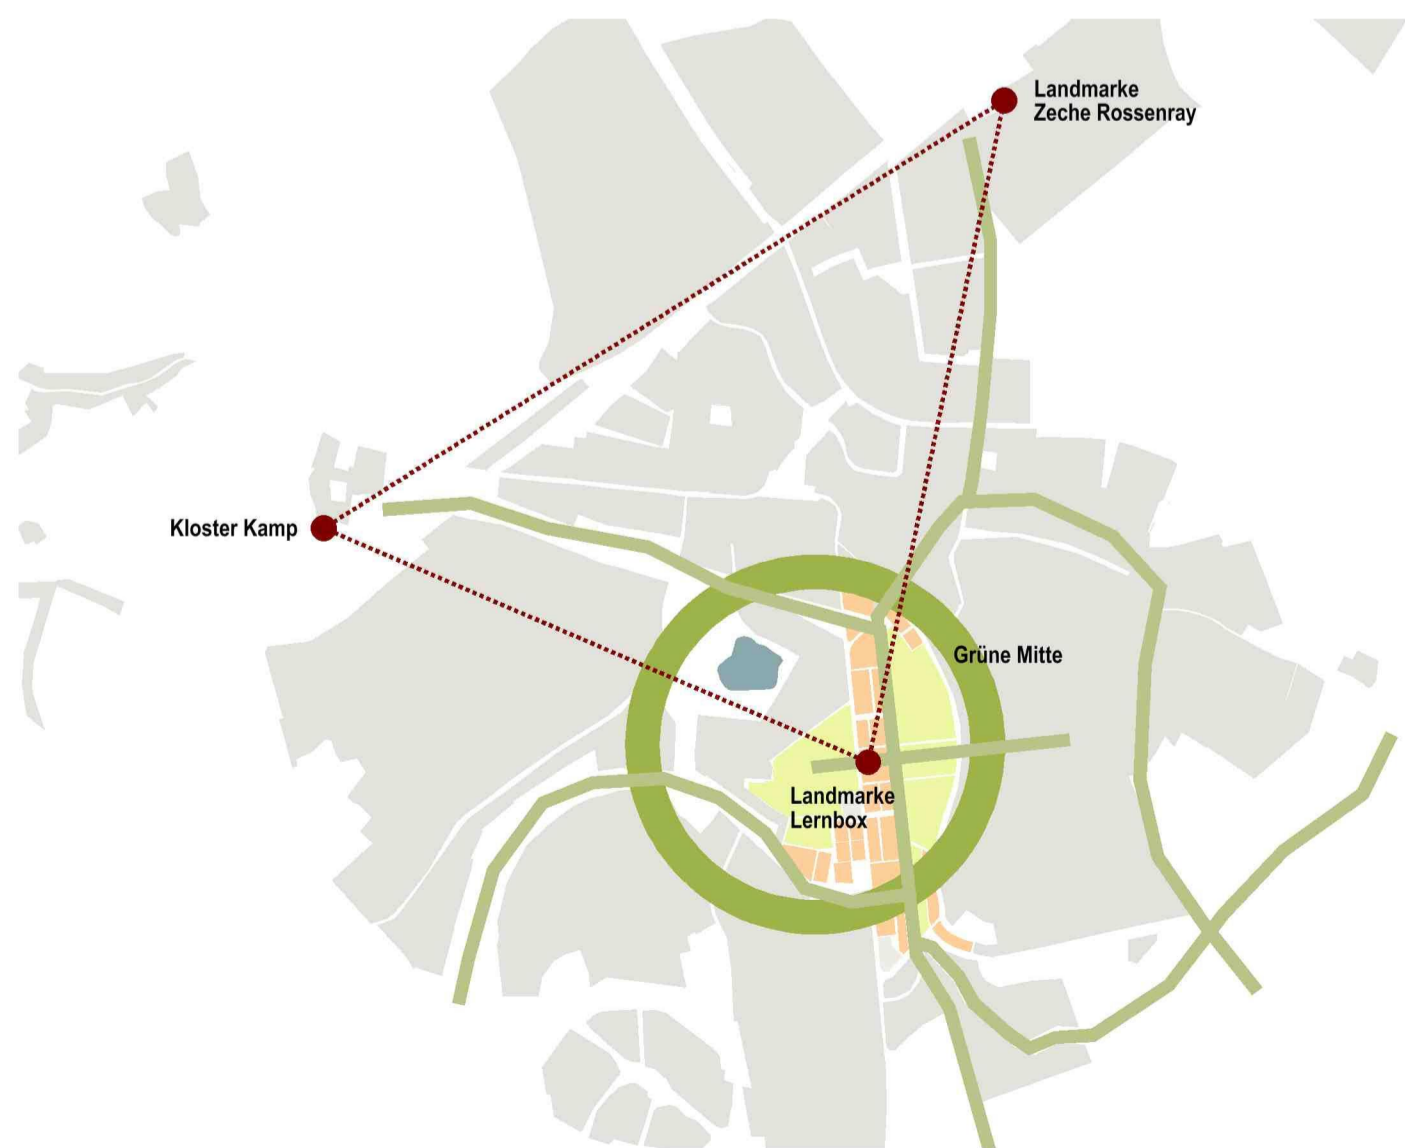 Landmarke
Zeche Rossenray
Kloster Kamp
Grüne Mitte
Landmarke
Lernbox